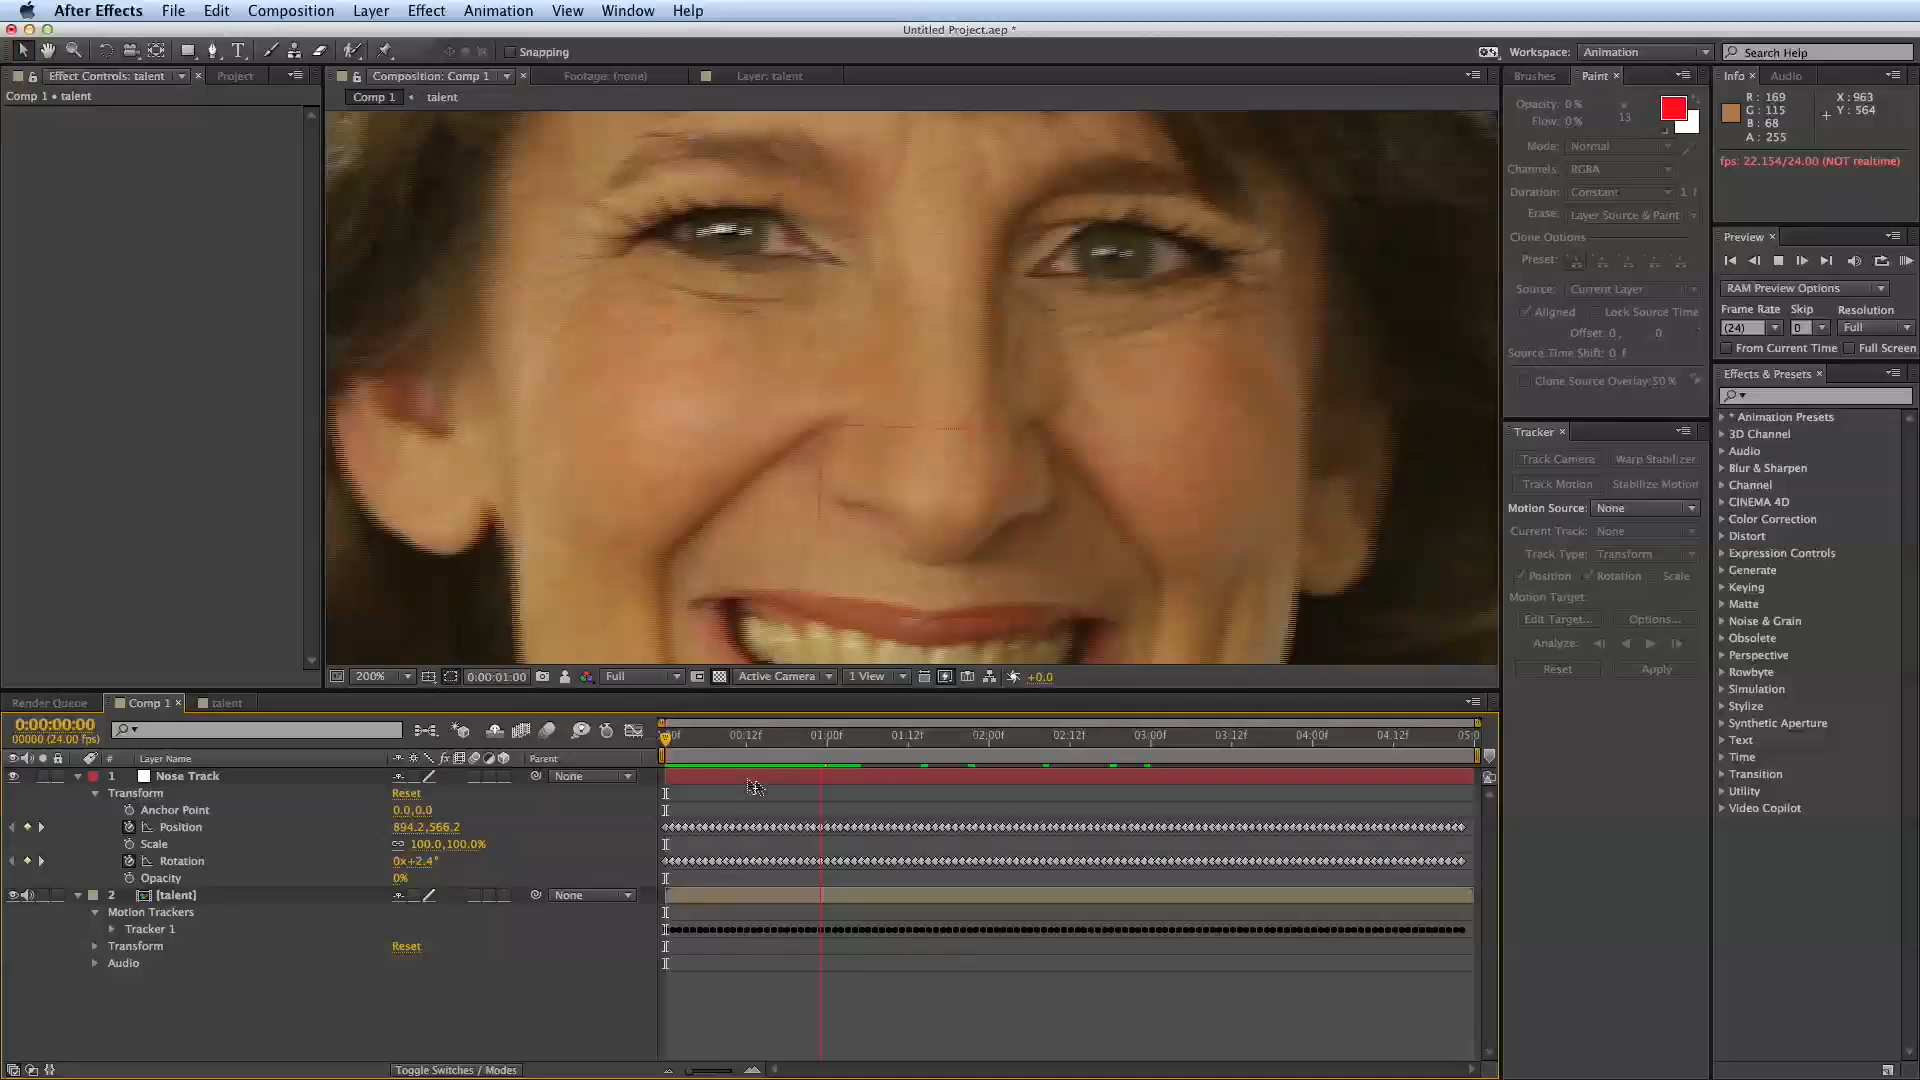 After Effects File Edit Composition Layer Effect Animation View Window Help
Untitled Project.aep *
Snapping
Workspace: Animation
Search Help
Effect Controls: talent
Project
Comp 1 • talent
Composition: Comp 1
Footage: (none)
Layer: talent
Comp 1
talent
Brushes
Paint
Opacity: 0 %
Flow: 0 %
13
Mode: Normal
Channels: RGBA
Duration: Constant 1 f
Erase: Layer Source & Paint
Clone Options
Preset:
Source: Current Layer
Aligned Lock Source Time
Offset: 0, 0
Source Time Shift: 0 f
Clone Source Overlay: 50 %
Tracker
Track Camera Warp Stabilizer
Track Motion Stabilize Motion
Motion Source: None
Current Track: None
Track Type: Transform
Position Rotation Scale
Motion Target:
Edit Target... Options...
Analyze:
Reset Apply
Info
Audio
R: 169
G: 115
B: 68
A: 255
X: 963
Y: 564
fps: 22.154/24.00 (NOT realtime)
Preview
RAM Preview Options
Frame Rate Skip Resolution
(24) 0 Full
From Current Time Full Screen
Effects & Presets
* Animation Presets
3D Channel
Audio
Blur & Sharpen
Channel
CINEMA 4D
Color Correction
Distort
Expression Controls
Generate
Keying
Matte
Noise & Grain
Obsolete
Perspective
Rowbyte
Simulation
Stylize
Synthetic Aperture
Text
Time
Transition
Utility
Video Copilot
200% 0:00:01:00 Full Active Camera 1 View +0.0
Render Queue
Comp 1
talent
0:00:00:00
00000 (24.00 fps)
00f 00:12f 01:00f 01:12f 02:00f 02:12f 03:00f 03:12f 04:00f 04:12f 05:0
# Layer Name fx Parent
1 Nose Track None
Transform Reset
Anchor Point 0.0,0.0
Position 894.2,566.2
Scale 100.0,100.0%
Rotation 0x+2.4°
Opacity 0%
2 [talent] None
Motion Trackers
Tracker 1
Transform Reset
Audio
Toggle Switches / Modes